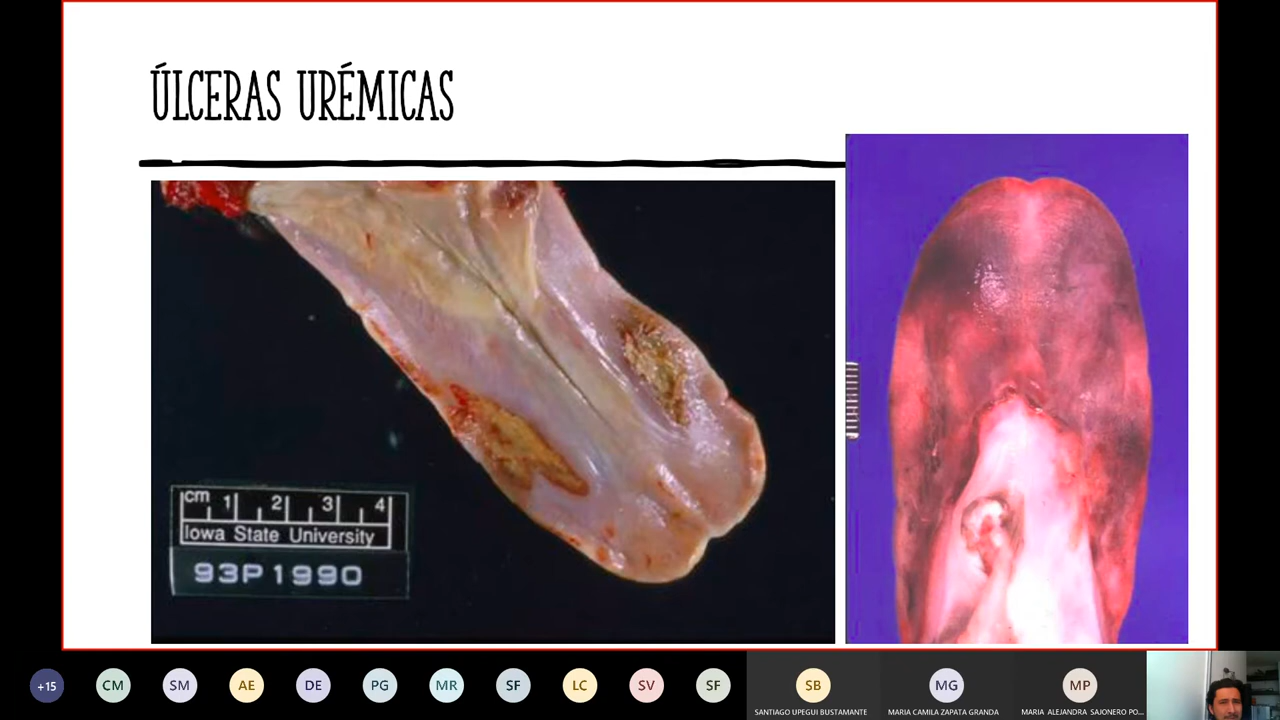 ÚLCERAS URÉMICAS
cm 1 2 3 4
Iowa State University
93P1990
+15 CM SM AE DE PG MR SF LC SV SF SB MG MP
SANTIAGO UPEGUI BUSTAMANTE MARIA CAMILA ZAPATA GRANDA MARIA ALEJANDRA SAJONERO PO...